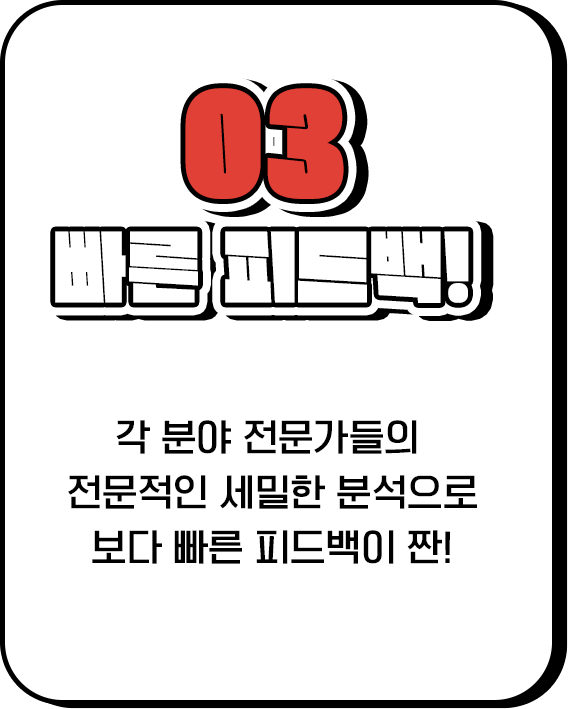 03
빠른 피드백!
각 분야 전문가들의
전문적인 세밀한 분석으로
보다 빠른 피드백이 짠!